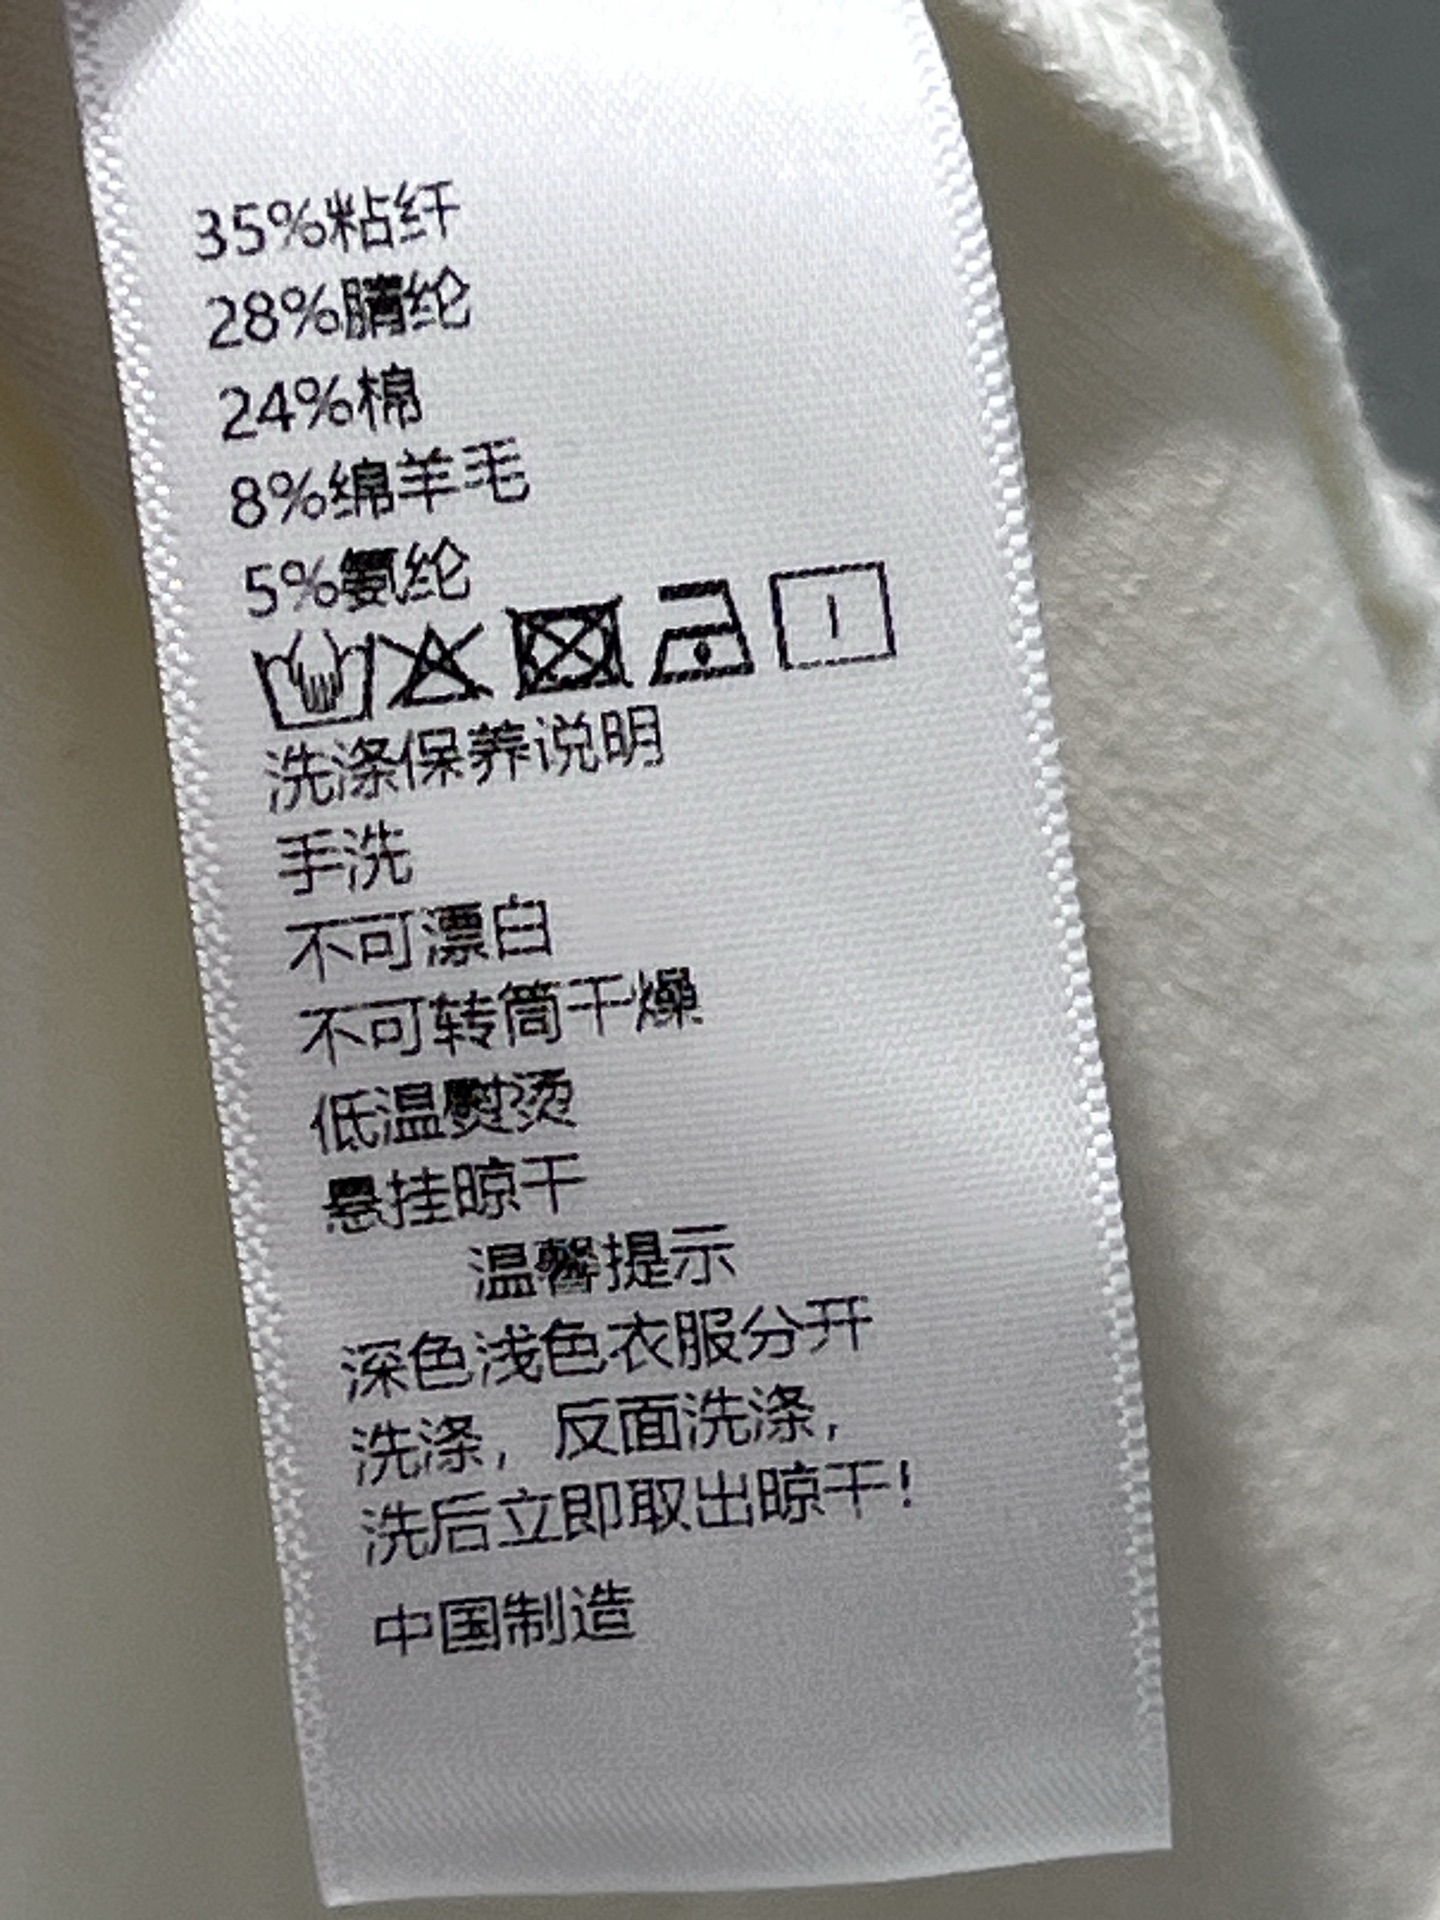 35%粘纤
28%腈纶
24%棉
8%绵羊毛
5%氨纶
洗涤保养说明
手洗
不可漂白
不可转筒干燥
低温熨烫
悬挂晾干
温馨提示
深色浅色衣服分开
洗涤，反面洗涤，
洗后立即取出晾干！
中国制造